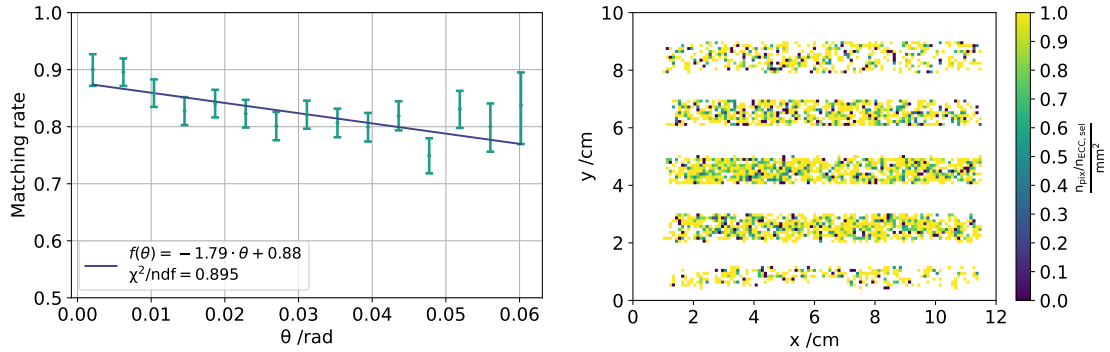 1.0
0.9
0.8
0.7
0.6
0.5
Matching rate
f(θ) = − 1.79 · θ + 0.88
χ²/ndf = 0.895
0.00 0.01 0.02 0.03 0.04 0.05 0.06
θ /rad
10
8
6
4
2
0
y /cm
0 2 4 6 8 10 12
x /cm
1.0
0.9
0.8
0.7
0.6
0.5
0.4
0.3
0.2
0.1
0.0
n_pix/n_ECC, sel
mm²